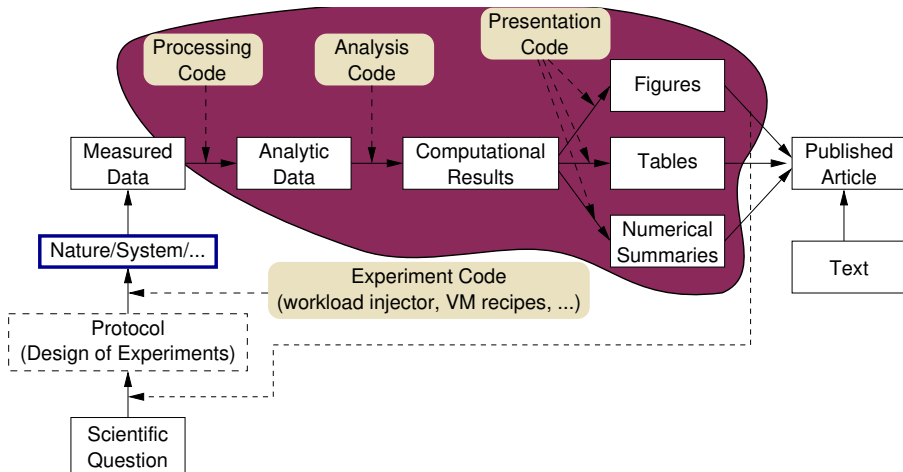 Processing
Code
Analysis
Code
Presentation
Code
Figures
Measured
Data
Analytic
Data
Computational
Results
Tables
Published
Article
Numerical
Summaries
Nature/System/...
Experiment Code
(workload injector, VM recipes, ...)
Text
Protocol
(Design of Experiments)
Scientific
Question